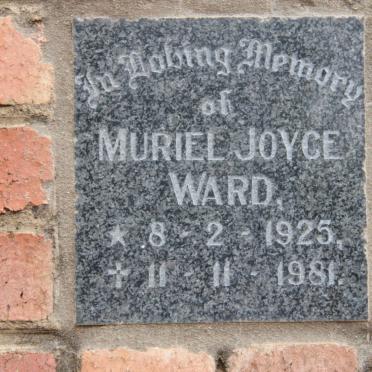 In Loving Memory
of
MURIEL JOYCE
WARD.
* 8 - 2 - 1925.
† 11 - 11 - 1981.